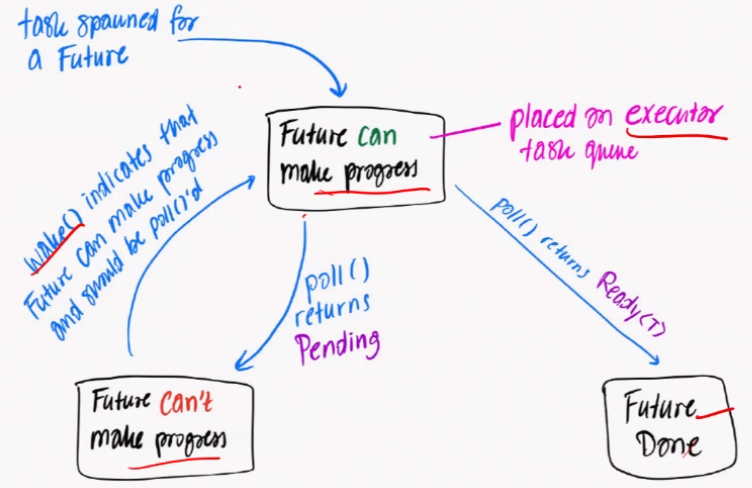 task spawned for
a Future
Future can
make progress
placed on executor
task queue
Wake() indicates that
Future can make progress
and should be poll()'d
poll()
returns
Pending
poll() returns Ready(T)
Future can't
make progress
Future
Done